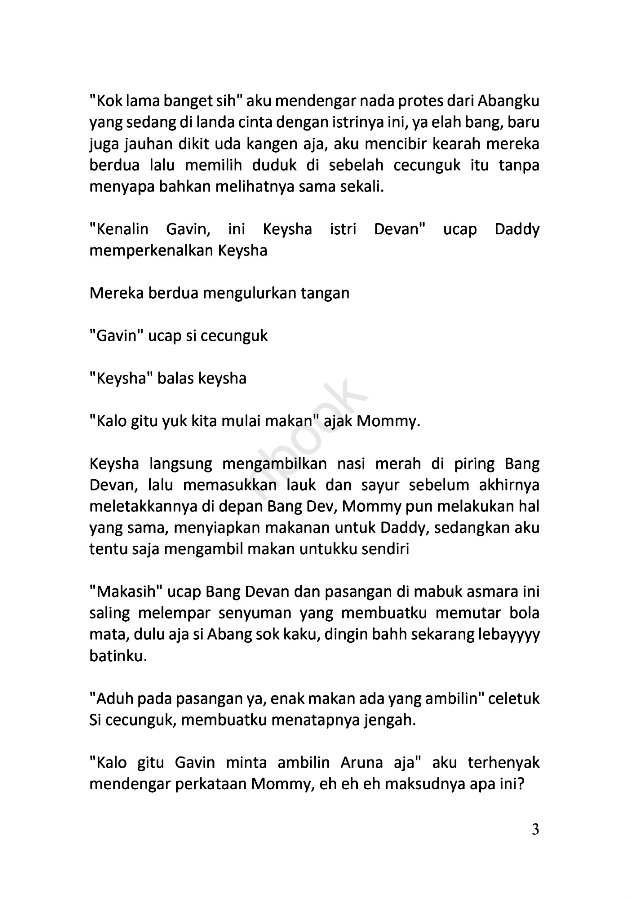 "Kok lama banget sih" aku mendengar nada protes dari Abangku
yang sedang di landa cinta dengan istrinya ini, ya elah bang, baru
juga jauhan dikit uda kangen aja, aku mencibir kearah mereka
berdua lalu memilih duduk di sebelah cecunguk itu tanpa
menyapa bahkan melihatnya sama sekali.
"Kenalin Gavin, ini Keysha istri Devan" ucap Daddy
memperkenalkan Keysha
Mereka berdua mengulurkan tangan
"Gavin" ucap si cecunguk
"Keysha" balas keysha
"Kalo gitu yuk kita mulai makan" ajak Mommy.
Keysha langsung mengambilkan nasi merah di piring Bang
Devan, lalu memasukkan lauk dan sayur sebelum akhirnya
meletakkannya di depan Bang Dev, Mommy pun melakukan hal
yang sama, menyiapkan makanan untuk Daddy, sedangkan aku
tentu saja mengambil makan untukku sendiri
"Makasih" ucap Bang Devan dan pasangan di mabuk asmara ini
saling melempar senyuman yang membuatku memutar bola
mata, dulu aja si Abang sok kaku, dingin bahh sekarang lebayyyy
batinku.
"Aduh pada pasangan ya, enak makan ada yang ambilin" celetuk
Si cecunguk, membuatku menatapnya jengah.
"Kalo gitu Gavin minta ambilin Aruna aja" aku terhenyak
mendengar perkataan Mommy, eh eh eh maksudnya apa ini?
3